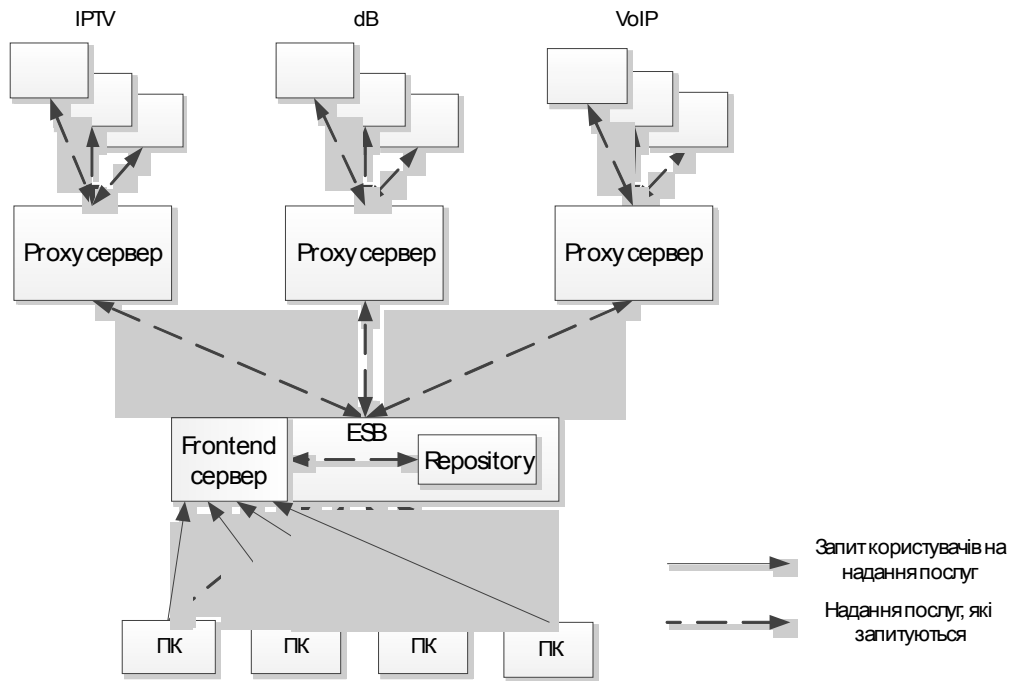 IPTV
dB
VoIP
Proxy сервер
Proxy сервер
Proxy сервер
ESB
Frontend
сервер
Repository
Запит користувачів на
надання послуг
Надання послуг, які
запитуються
ПК
ПК
ПК
ПК